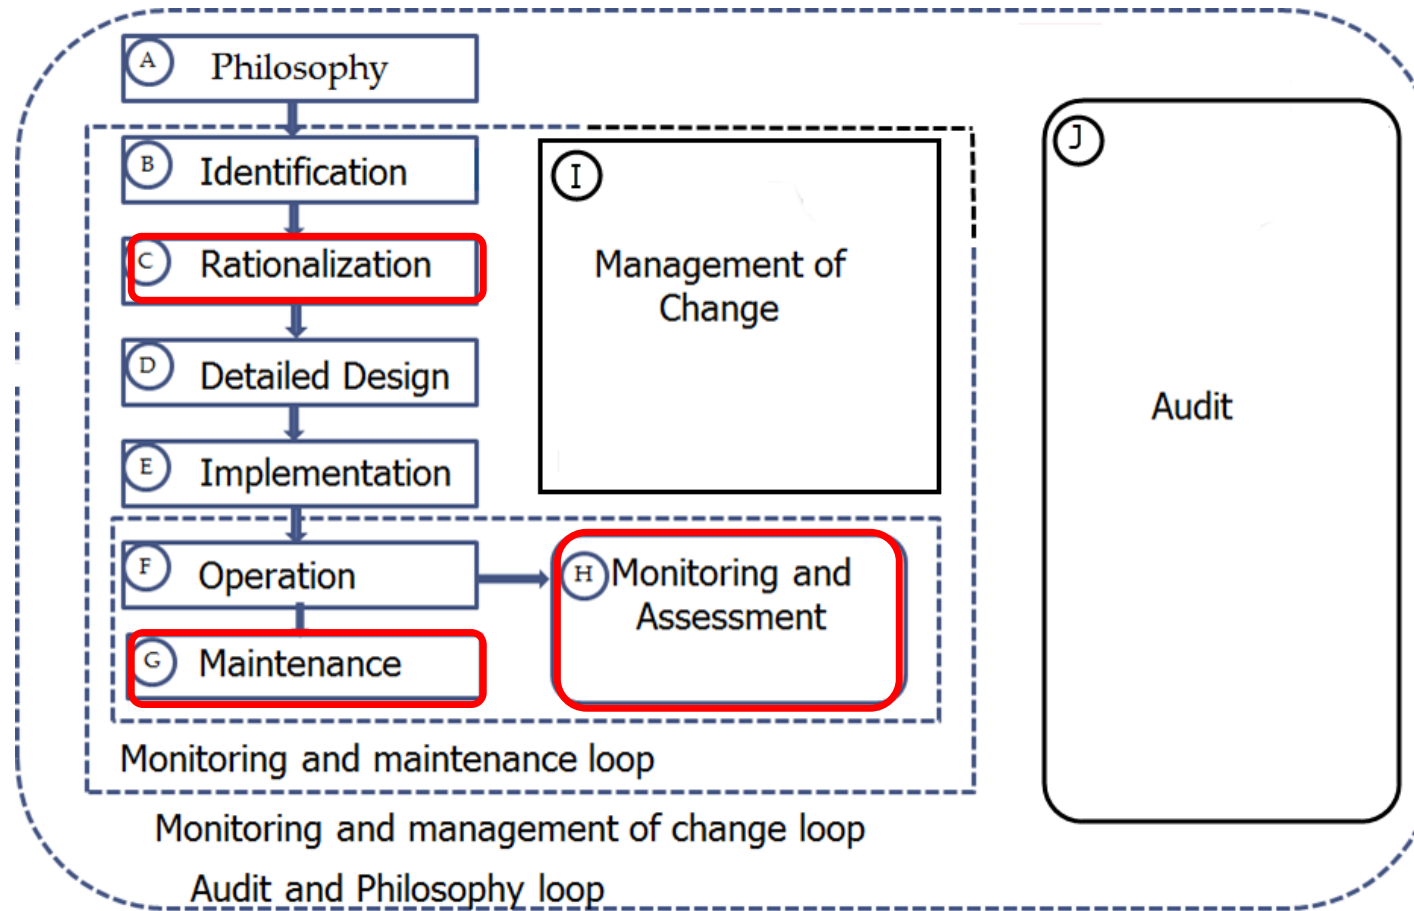 A Philosophy
B Identification
C Rationalization
D Detailed Design
E Implementation
F Operation
G Maintenance
H Monitoring and
Assessment
I
Management of
Change
J
Audit
Monitoring and maintenance loop
Monitoring and management of change loop
Audit and Philosophy loop